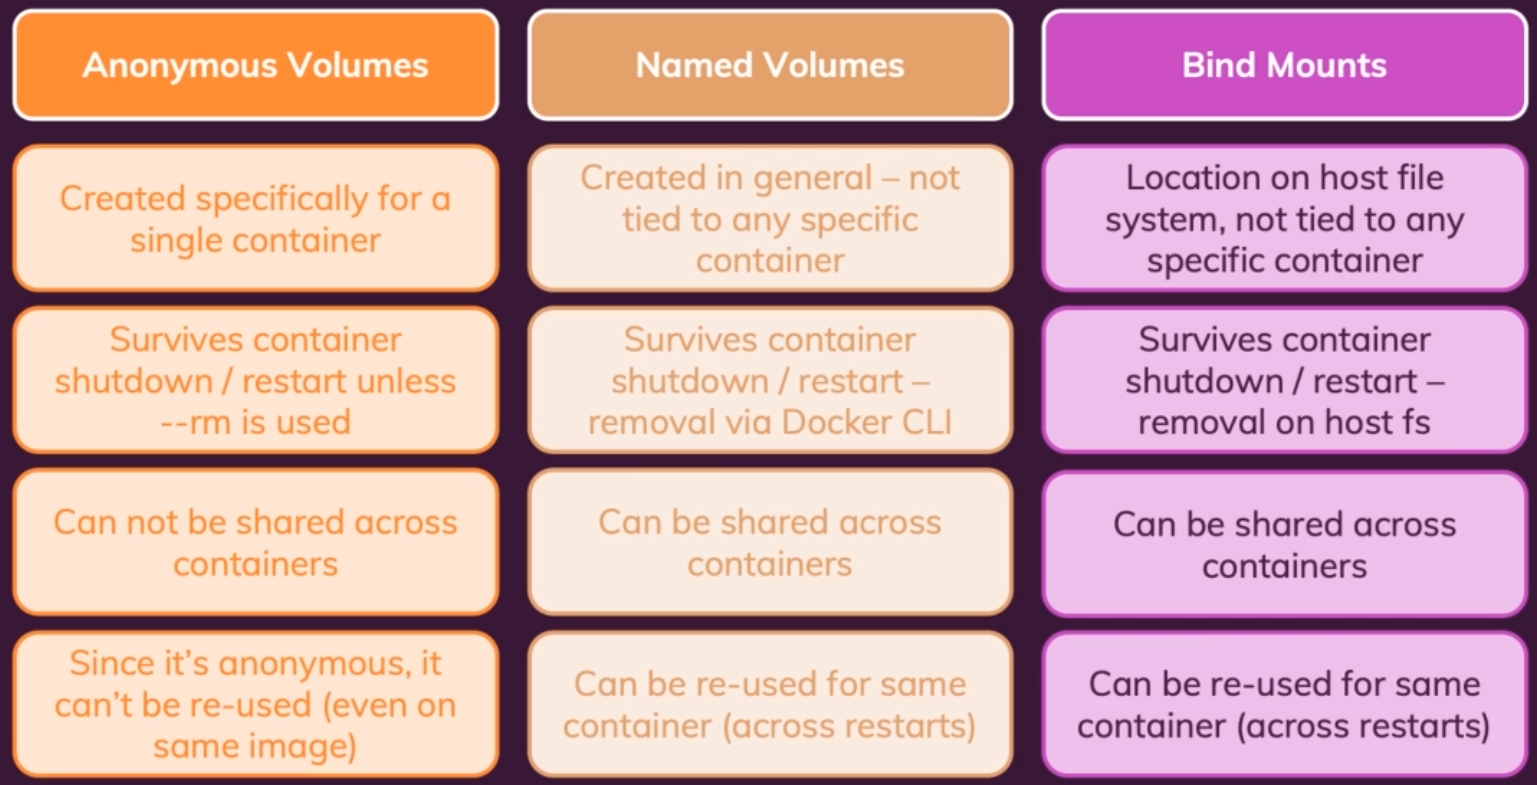 Anonymous Volumes
Named Volumes
Bind Mounts
Created specifically for a
single container
Created in general – not
tied to any specific
container
Location on host file
system, not tied to any
specific container
Survives container
shutdown / restart unless
--rm is used
Survives container
shutdown / restart –
removal via Docker CLI
Survives container
shutdown / restart –
removal on host fs
Can not be shared across
containers
Can be shared across
containers
Can be shared across
containers
Since it’s anonymous, it
can’t be re-used (even on
same image)
Can be re-used for same
container (across restarts)
Can be re-used for same
container (across restarts)